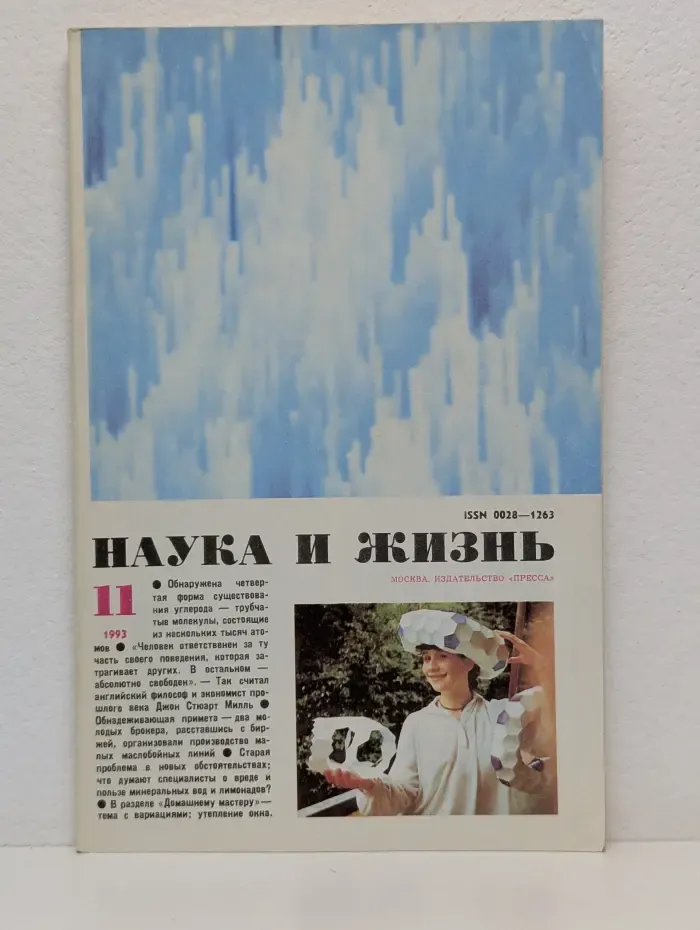 ISSN 0028—1263
НАУКА И ЖИЗНЬ
МОСКВА. ИЗДАТЕЛЬСТВО «ПРЕССА»
11
1993
● Обнаружена четвер-
тая форма существова-
ния углерода — трубча-
тые молекулы, состоящие
из нескольких тысяч ато-
мов ● «Человек ответственен за ту
часть своего поведения, которая за-
трагивает других. В остальном —
абсолютно свободен». — Так считал
английский философ и экономист про-
шлого века Джон Стюарт Милль ●
Обнадеживающая примета — два мо-
лодых брокера, расставшись с бир-
жей, организовали производство ма-
лых маслобойных линий ● Старая
проблема в новых обстоятельствах;
что думают специалисты о вреде и
пользе минеральных вод и лимонадов?
● В разделе «Домашнему мастеру»—
тема с вариациями; утепление окна.